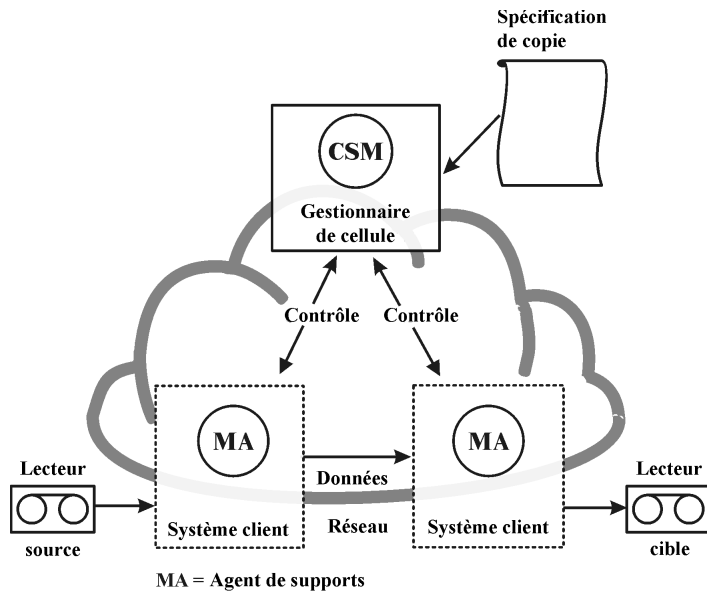 Spécification
de copie
CSM
Gestionnaire
de cellule
Contrôle
Contrôle
MA
MA
Lecteur
Données
Lecteur
source
Système client
Réseau
Système client
cible
MA = Agent de supports